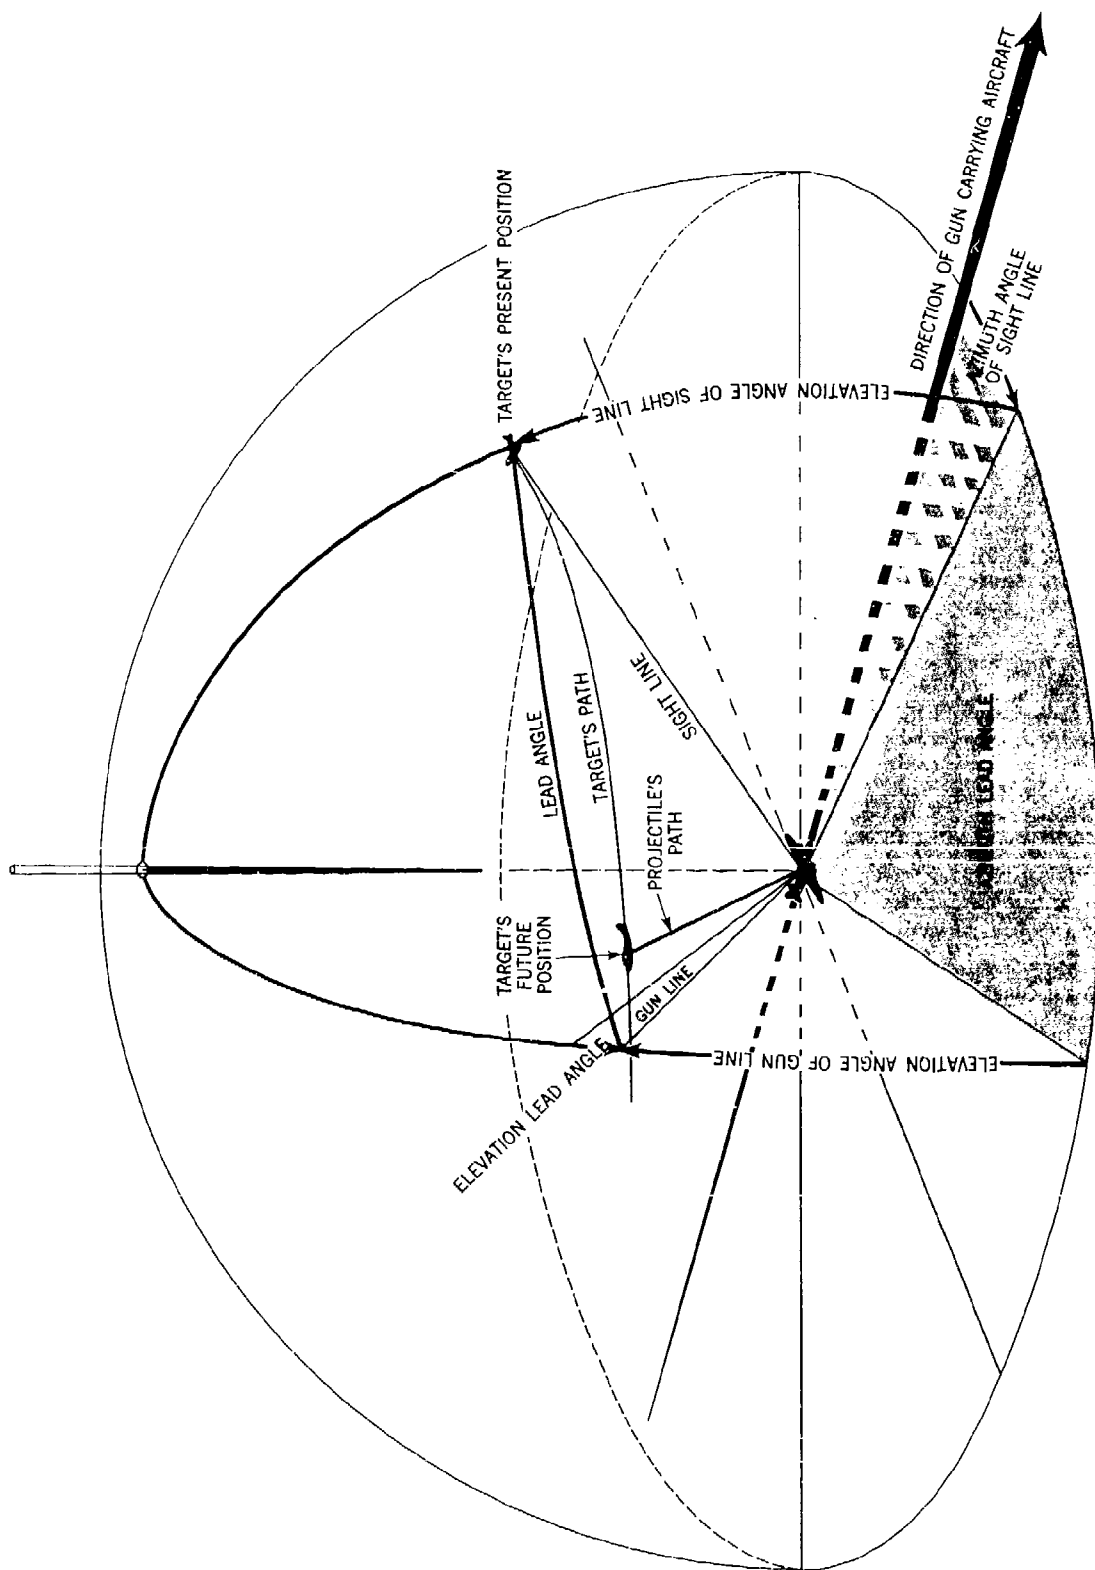 DIRECTION OF GUN CARRYING AIRCRAFT
AZIMUTH ANGLE
OF SIGHT LINE
TARGET'S PRESENT POSITION
ELEVATION ANGLE OF SIGHT LINE
LEAD ANGLE
TARGET'S PATH
SIGHT LINE
PROJECTILE'S
PATH
TARGET'S
FUTURE
POSITION
GUN LINE
ELEVATION LEAD ANGLE
ELEVATION ANGLE OF GUN LINE
LEAD ANGLE